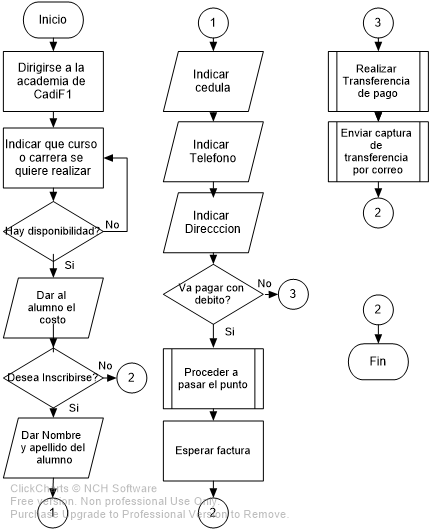 Inicio
Dirigirse a la
academia de
CadiF1
Indicar que curso
o carrera se
quiere realizar
Hay disponibilidad?
No
Si
Dar al
alumno el
costo
Desea Inscribirse?
No
2
Si
Dar Nombre
y apellido del
alumno
1
1
Indicar
cedula
Indicar
Telefono
Indicar
Direcccion
Va pagar con
debito?
No
3
Si
Proceder a
pasar el punto
Esperar factura
2
3
Realizar
Transferencia
de pago
Enviar captura
de
transferencia
por correo
2
2
Fin
ClickCharts © NCH Software
Free version. Non professional Use Only.
Purchase Upgrade to Professional Version to Remove.